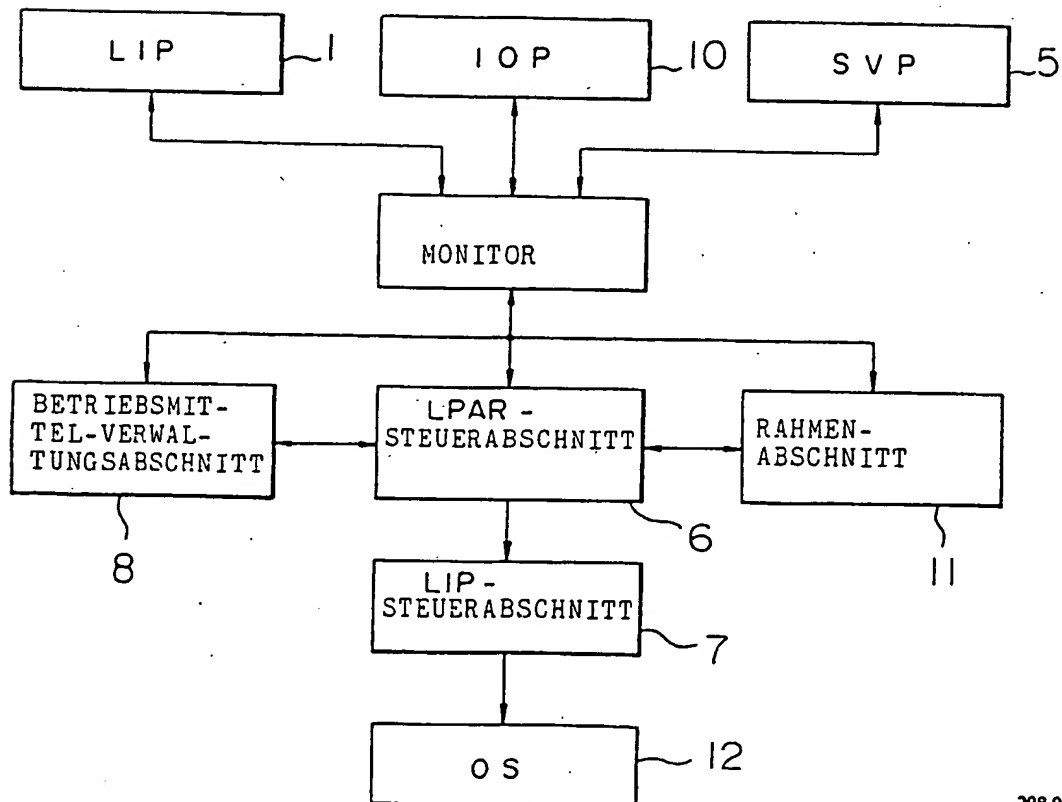 LIP
1
IOP
10
SVP
5
MONITOR
BETRIEBSMIT-
TEL-VERWAL-
TUNGSABSCHNITT
8
LPAR-
STEUERABSCHNITT
6
RAHMEN-
ABSCHNITT
11
LIP-
STEUERABSCHNITT
7
OS
12